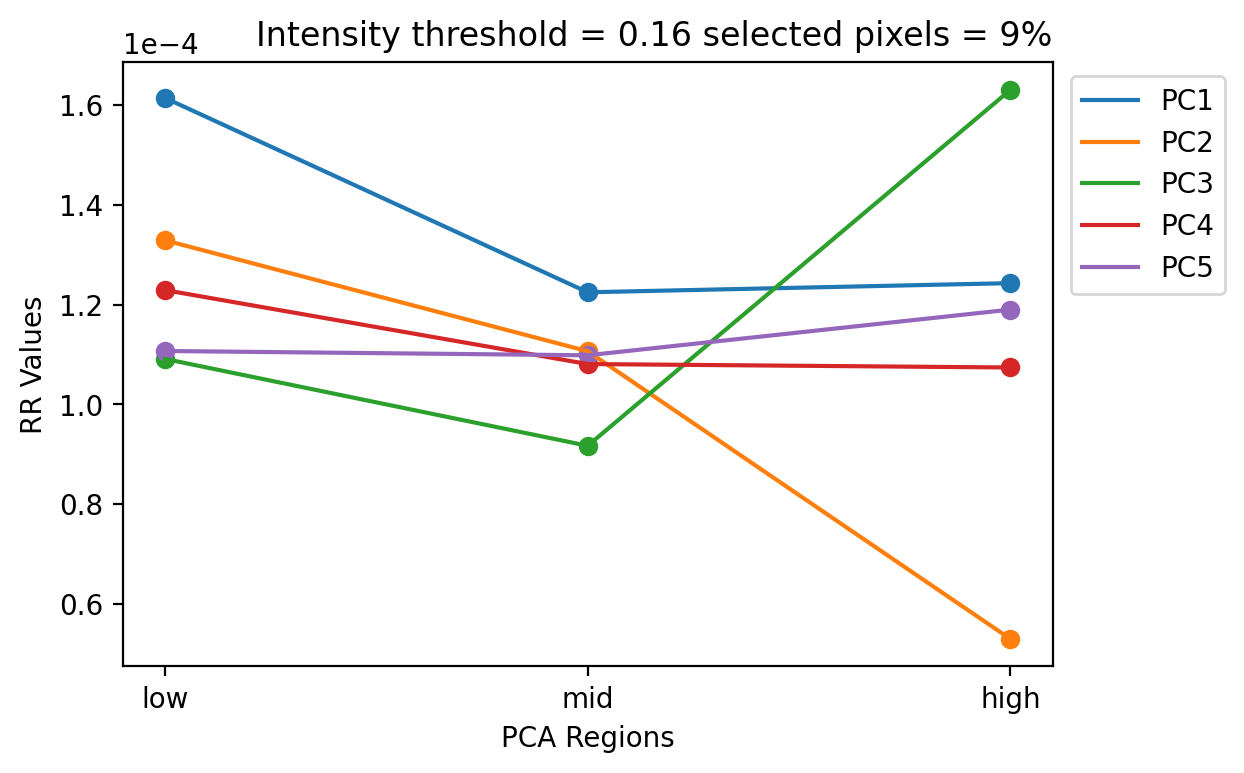 Intensity threshold = 0.16 selected pixels = 9%
1e−4
1.6
1.4
1.2
1.0
0.8
0.6
RR Values
low
mid
high
PCA Regions
PC1
PC2
PC3
PC4
PC5